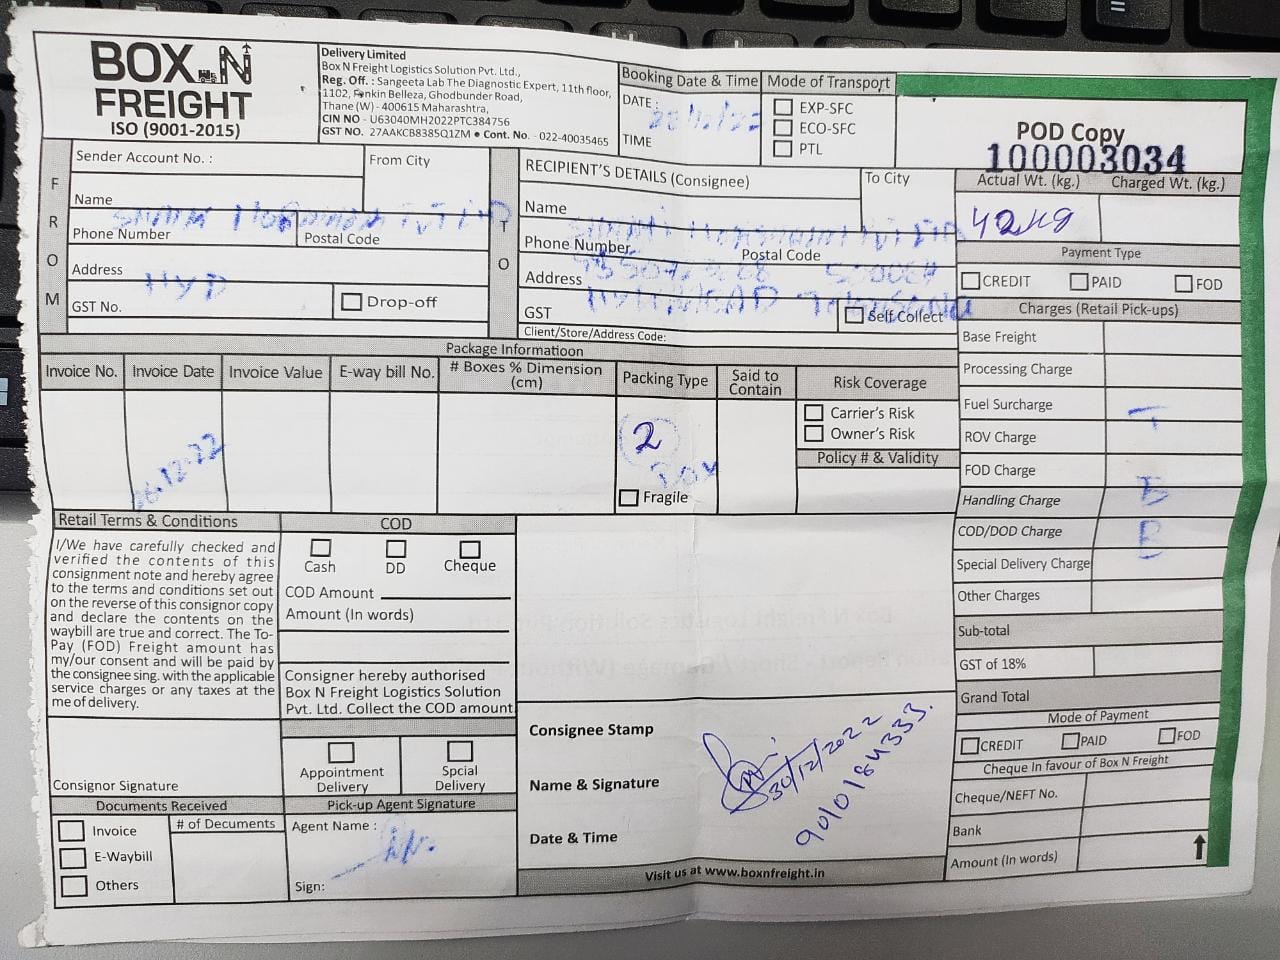 BOX N
FREIGHT
ISO (9001-2015)
Delivery Limited
Box N Freight Logistics Solution Pvt. Ltd.,
Reg. Off. : Sangeeta Lab The Diagnostic Expert, 11th floor,
1102, Penkin Belleza, Ghodbunder Road,
Thane (W) - 400615 Maharashtra,
CIN NO - U63040MH2022PTC384756
GST NO. 27AAKCB8385Q1ZM ● Cont. No. - 022-40035465
Booking Date & Time
DATE :
TIME
Mode of Transport
EXP-SFC
ECO-SFC
PTL
POD Copy
100003034
FROM
Sender Account No. :
From City
Name
Phone Number
Postal Code
Address
HYD
GST No.
Drop-off
TO
RECIPIENT'S DETAILS (Consignee)
To City
Name
Phone Number
Postal Code
Address
GST
Self Collect
Client/Store/Address Code:
Actual Wt. (kg.)
Charged Wt. (kg.)
42kg
Payment Type
CREDIT
PAID
FOD
Charges (Retail Pick-ups)
Base Freight
Processing Charge
Fuel Surcharge
ROV Charge
FOD Charge
Handling Charge
COD/DOD Charge
Special Delivery Charge
Other Charges
Sub-total
GST of 18%
Grand Total
T
B
B
Package Informatioon
Invoice No.
Invoice Date
Invoice Value
E-way bill No.
# Boxes % Dimension
(cm)
Packing Type
Said to
Contain
Risk Coverage
06.12.22
2
BOX
Fragile
Carrier's Risk
Owner's Risk
Policy # & Validity
Retail Terms & Conditions
I/We have carefully checked and
verified the contents of this
consignment note and hereby agree
to the terms and conditions set out
on the reverse of this consignor copy
and declare the contents on the
waybill are true and correct. The To-
Pay (FOD) Freight amount has
my/our consent and will be paid by
the consignee sing. with the applicable
service charges or any taxes at the
me of delivery.
Consignor Signature
COD
Cash
DD
Cheque
COD Amount
Amount (In words)
Consigner hereby authorised
Box N Freight Logistics Solution
Pvt. Ltd. Collect the COD amount
Appointment
Delivery
Spcial
Delivery
Documents Received
Invoice
E-Waybill
Others
# of Documents
Pick-up Agent Signature
Agent Name :
Sign:
Consignee Stamp
Name & Signature
Date & Time
30/12/2022
9010184333.
Visit us at www.boxnfreight.in
Mode of Payment
CREDIT
PAID
FOD
Cheque In favour of Box N Freight
Cheque/NEFT No.
Bank
Amount (In words)